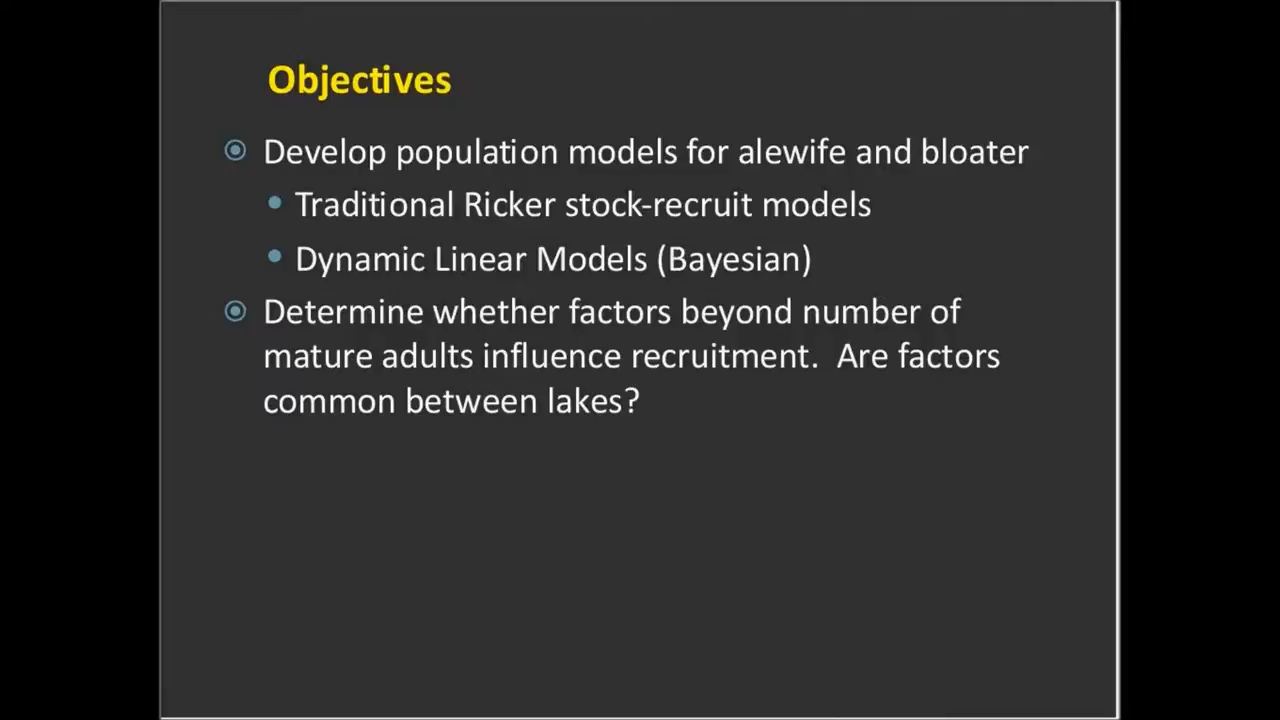 Objectives
Develop population models for alewife and bloater
Traditional Ricker stock-recruit models
Dynamic Linear Models (Bayesian)
Determine whether factors beyond number of
mature adults influence recruitment.  Are factors
common between lakes?